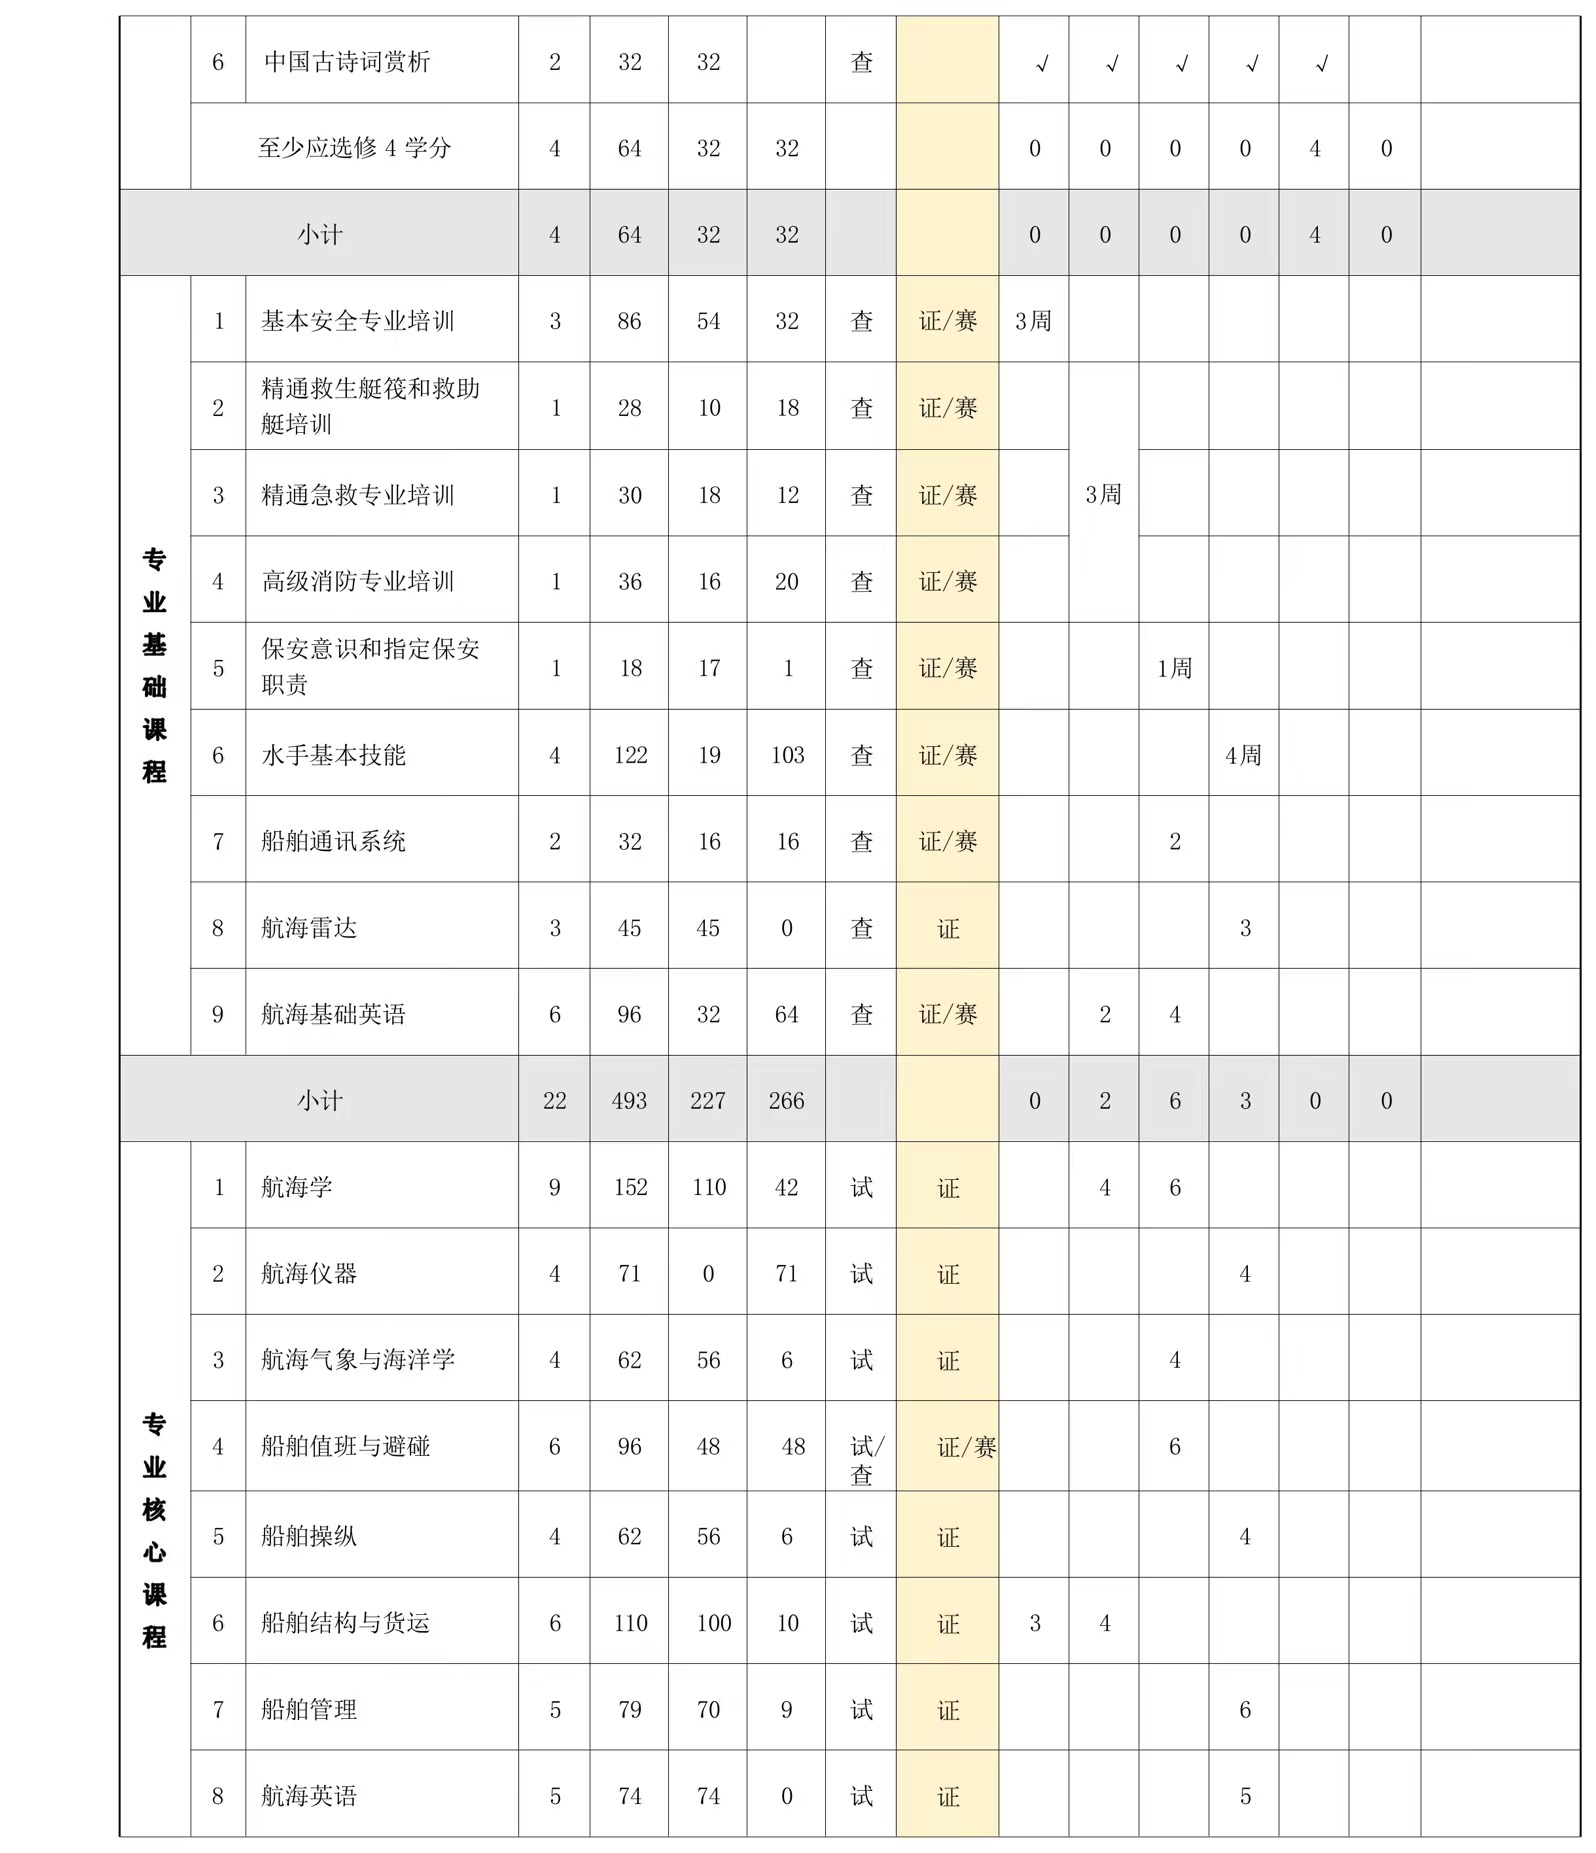 6 中国古诗词赏析 2 32 32 查 √ √ √ √ √
至少应选修 4 学分 4 64 32 32 0 0 0 0 4 0
小计 4 64 32 32 0 0 0 0 4 0
专业基础课程
1 基本安全专业培训 3 86 54 32 查 证/赛 3周
2 精通救生艇筏和救助
艇培训 1 28 10 18 查 证/赛
3 精通急救专业培训 1 30 18 12 查 证/赛 3周
4 高级消防专业培训 1 36 16 20 查 证/赛
5 保安意识和指定保安
职责 1 18 17 1 查 证/赛 1周
6 水手基本技能 4 122 19 103 查 证/赛 4周
7 船舶通讯系统 2 32 16 16 查 证/赛 2
8 航海雷达 3 45 45 0 查 证 3
9 航海基础英语 6 96 32 64 查 证/赛 2 4
小计 22 493 227 266 0 2 6 3 0 0
专业核心课程
1 航海学 9 152 110 42 试 证 4 6
2 航海仪器 4 71 0 71 试 证 4
3 航海气象与海洋学 4 62 56 6 试 证 4
4 船舶值班与避碰 6 96 48 48 试/
查 证/赛 6
5 船舶操纵 4 62 56 6 试 证 4
6 船舶结构与货运 6 110 100 10 试 证 3 4
7 船舶管理 5 79 70 9 试 证 6
8 航海英语 5 74 74 0 试 证 5